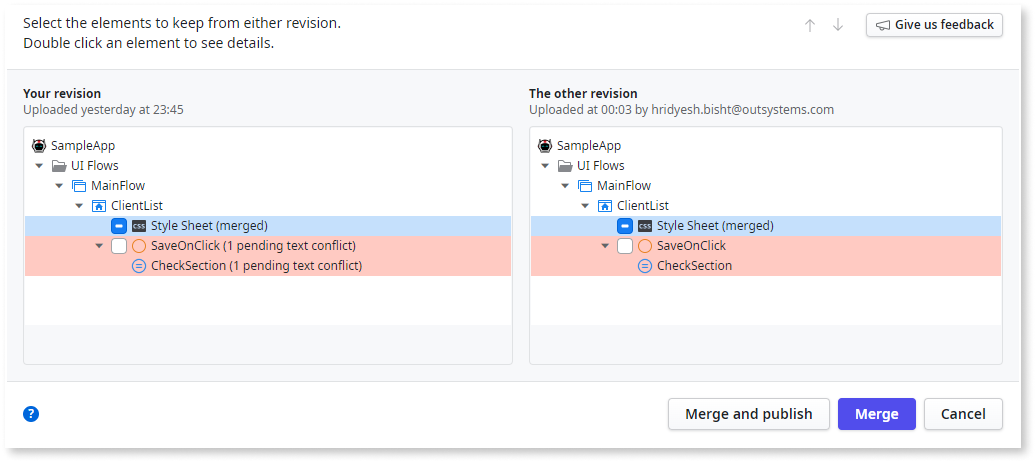 Select the elements to keep from either revision.
Double click an element to see details.
Give us feedback
Your revision
Uploaded yesterday at 23:45
SampleApp
UI Flows
MainFlow
ClientList
css Style Sheet (merged)
SaveOnClick (1 pending text conflict)
CheckSection (1 pending text conflict)
The other revision
Uploaded at 00:03 by hridyesh.bisht@outsystems.com
SampleApp
UI Flows
MainFlow
ClientList
css Style Sheet (merged)
SaveOnClick
CheckSection
?
Merge and publish
Merge
Cancel